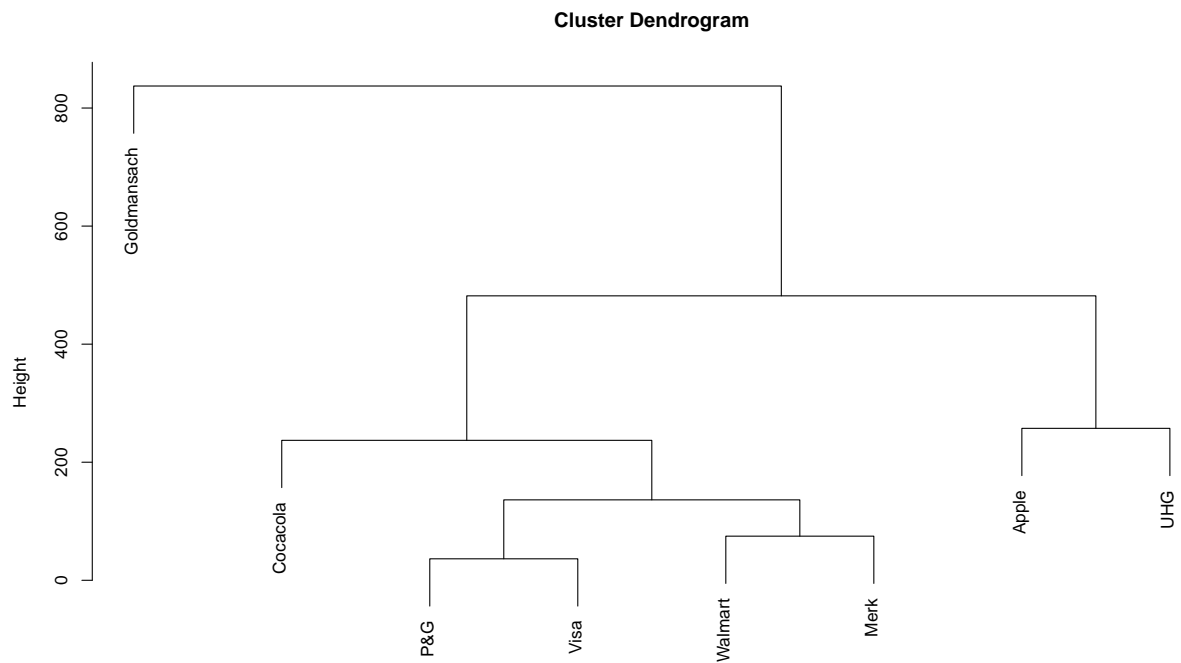 Cluster Dendrogram
Height
800
600
400
200
0
Goldmansach
Cocacola
P&G
Visa
Walmart
Merk
Apple
UHG